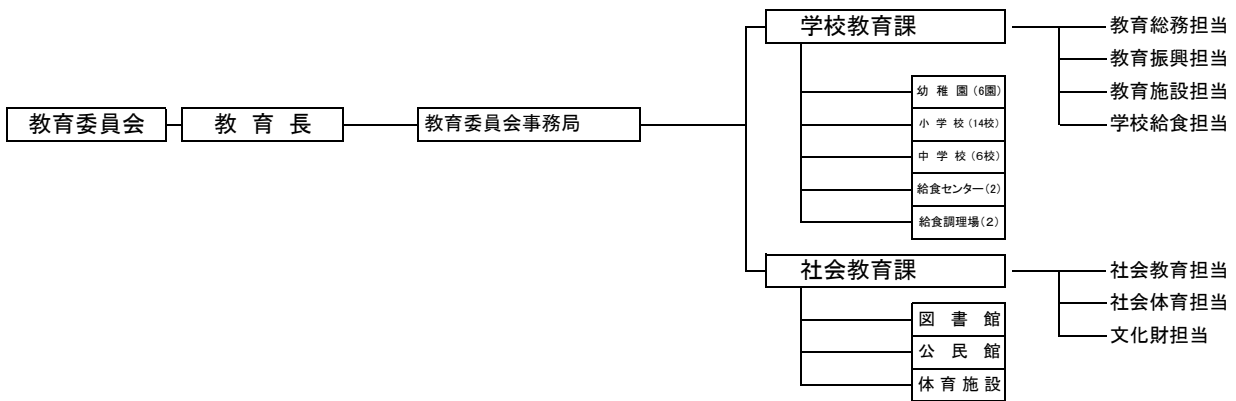 学校教育課
教育総務担当
教育振興担当
幼稚園(6園)
教育施設担当
教育委員会
教育長
教育委員会事務局
小学校(14校)
学校給食担当
中学校(6校)
給食センター(2)
給食調理場(2)
社会教育課
社会教育担当
社会体育担当
図書館
文化財担当
公民館
体育施設